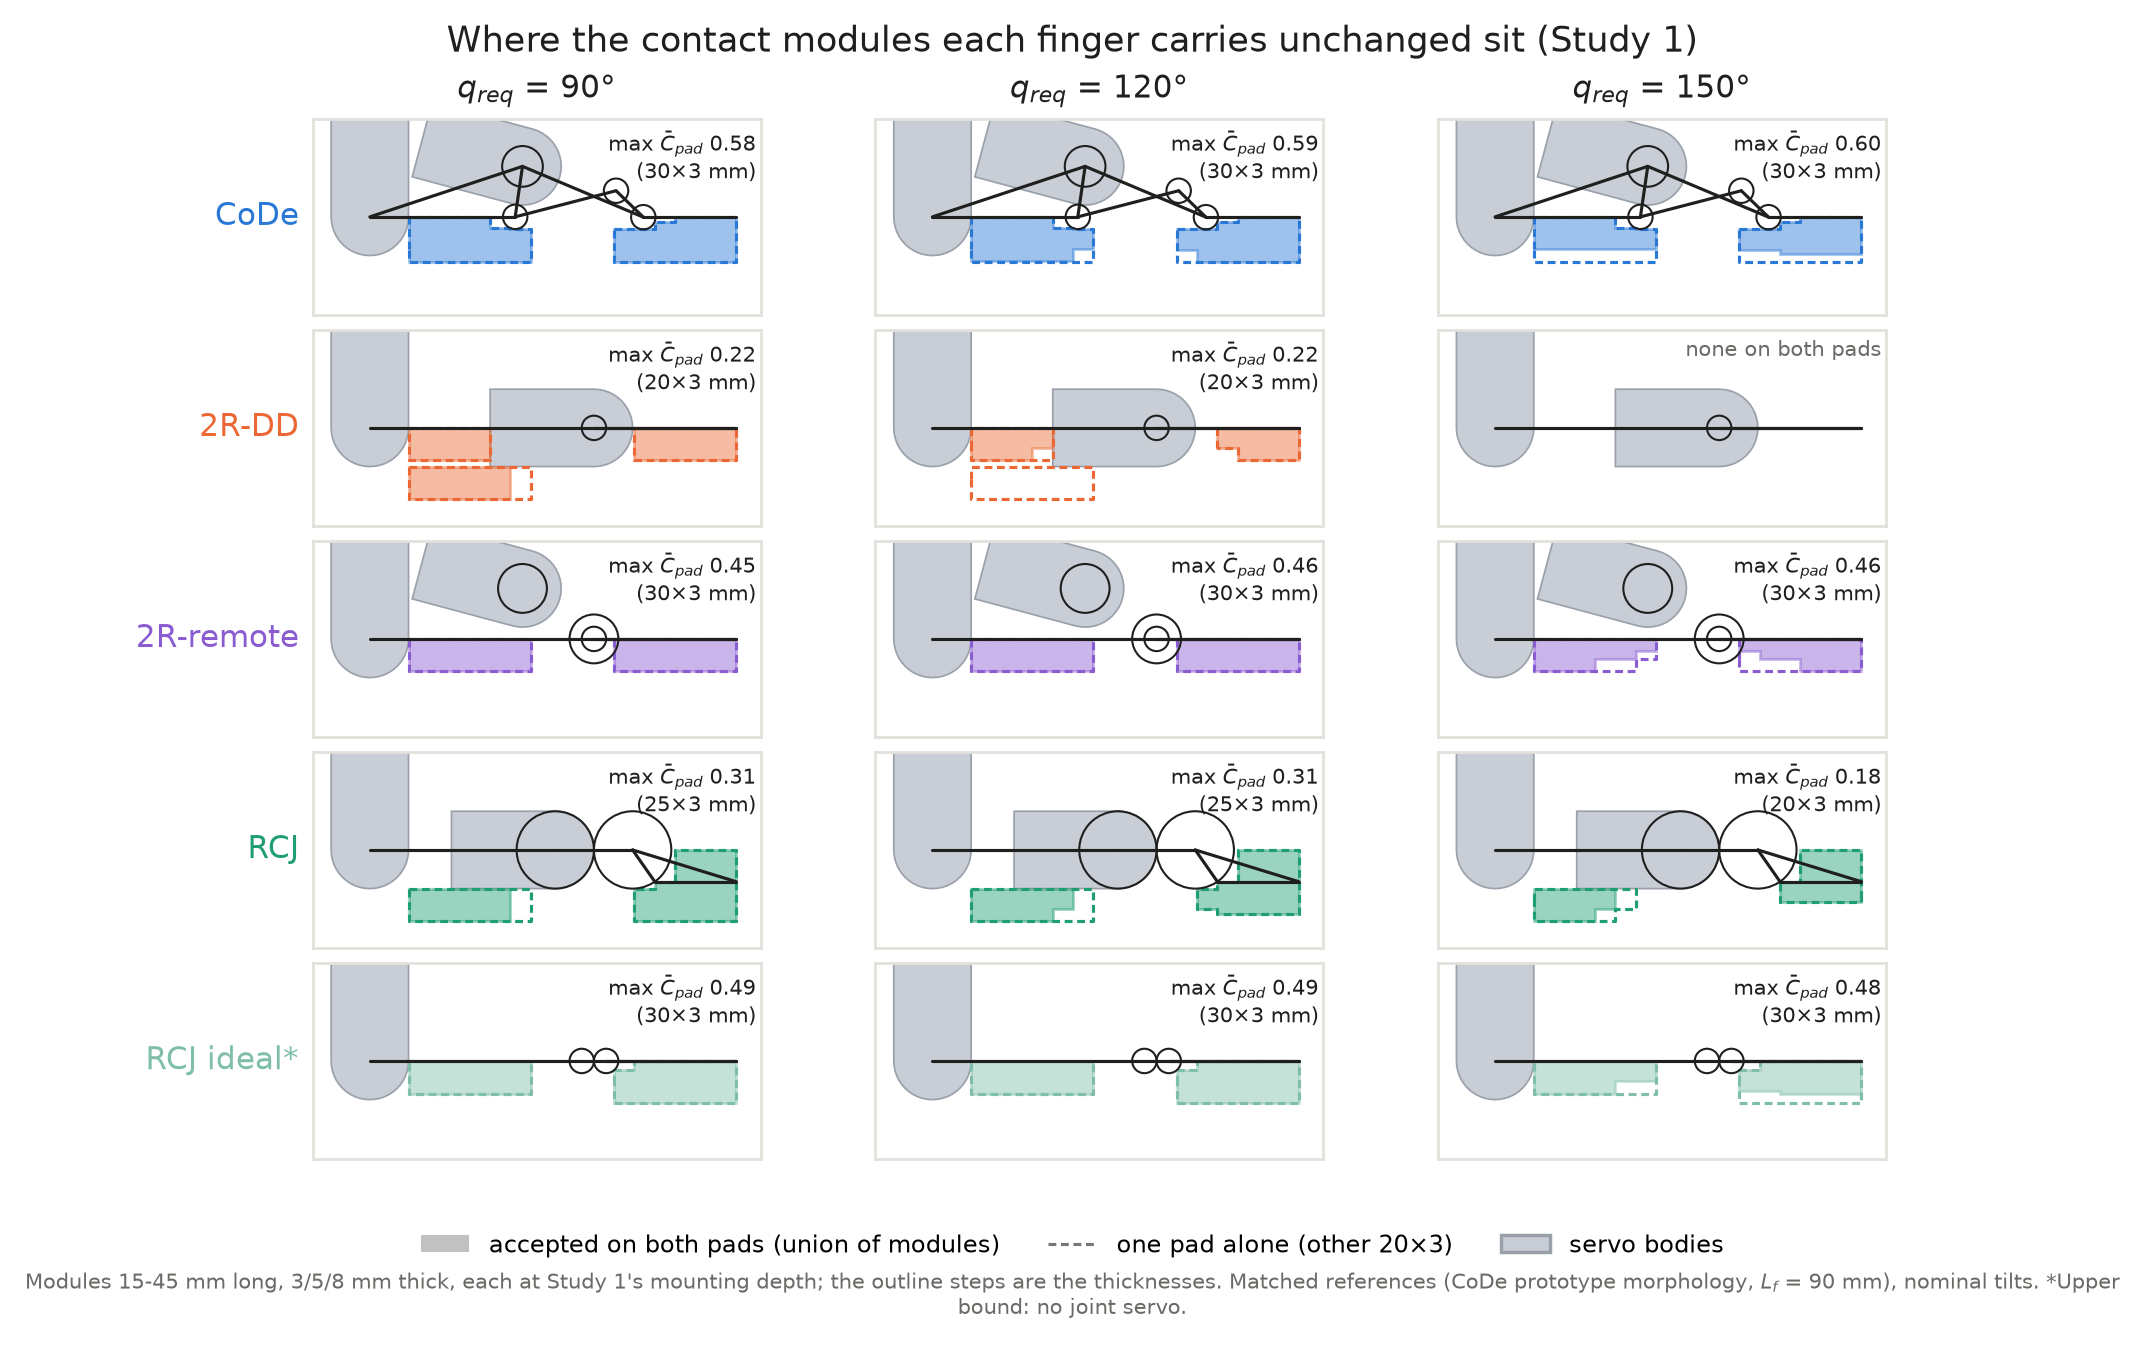 Where the contact modules each finger carries unchanged sit (Study 1)
q_req = 90°
q_req = 120°
q_req = 150°
CoDe
max C̄_pad 0.58
(30×3 mm)
max C̄_pad 0.59
(30×3 mm)
max C̄_pad 0.60
(30×3 mm)
2R-DD
max C̄_pad 0.22
(20×3 mm)
max C̄_pad 0.22
(20×3 mm)
none on both pads
2R-remote
max C̄_pad 0.45
(30×3 mm)
max C̄_pad 0.46
(30×3 mm)
max C̄_pad 0.46
(30×3 mm)
RCJ
max C̄_pad 0.31
(25×3 mm)
max C̄_pad 0.31
(25×3 mm)
max C̄_pad 0.18
(20×3 mm)
RCJ ideal*
max C̄_pad 0.49
(30×3 mm)
max C̄_pad 0.49
(30×3 mm)
max C̄_pad 0.48
(30×3 mm)
accepted on both pads (union of modules)
one pad alone (other 20×3)
servo bodies
Modules 15-45 mm long, 3/5/8 mm thick, each at Study 1's mounting depth; the outline steps are the thicknesses. Matched references (CoDe prototype morphology, L_f = 90 mm), nominal tilts. *Upper
bound: no joint servo.